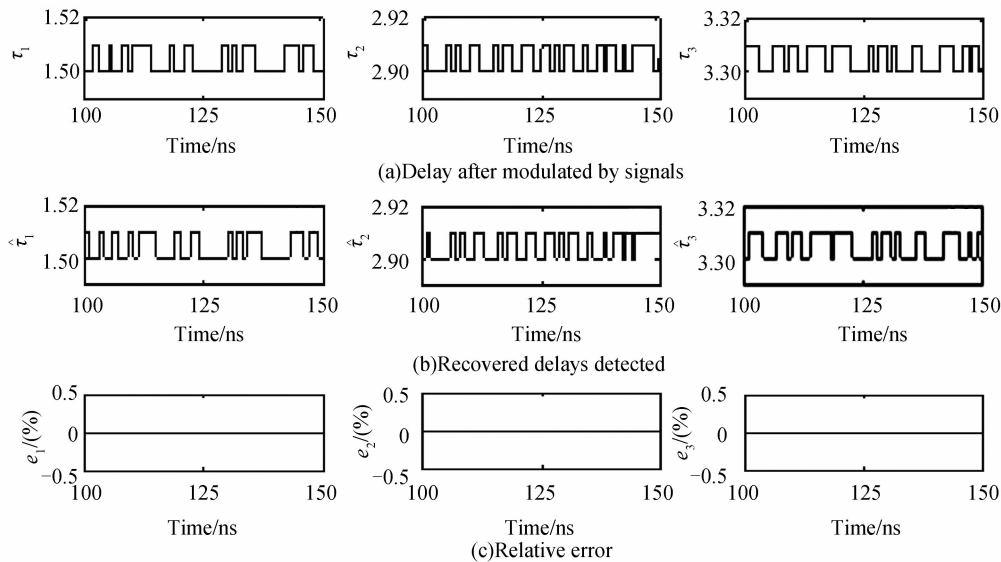 1.52 2.92 3.32
τ1 τ2 τ3
1.50 2.90 3.30
100 125 150 100 125 150 100 125 150
Time/ns Time/ns Time/ns
(a)Delay after modulated by signals
1.52 2.92 3.32
τ̂1 τ̂2 τ̂3
1.50 2.90 3.30
100 125 150 100 125 150 100 125 150
Time/ns Time/ns Time/ns
(b)Recovered delays detected
0.5 0.5 0.5
e1/(%) e2/(%) e3/(%)
0 0 0
−0.5 −0.5 −0.5
100 125 150 100 125 150 100 125 150
Time/ns Time/ns Time/ns
(c)Relative error